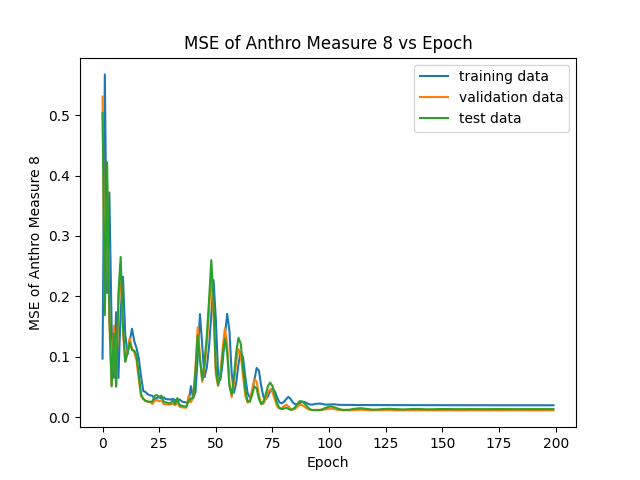 MSE of Anthro Measure 8 vs Epoch
training data
validation data
test data
MSE of Anthro Measure 8
0.5
0.4
0.3
0.2
0.1
0.0
0 25 50 75 100 125 150 175 200
Epoch